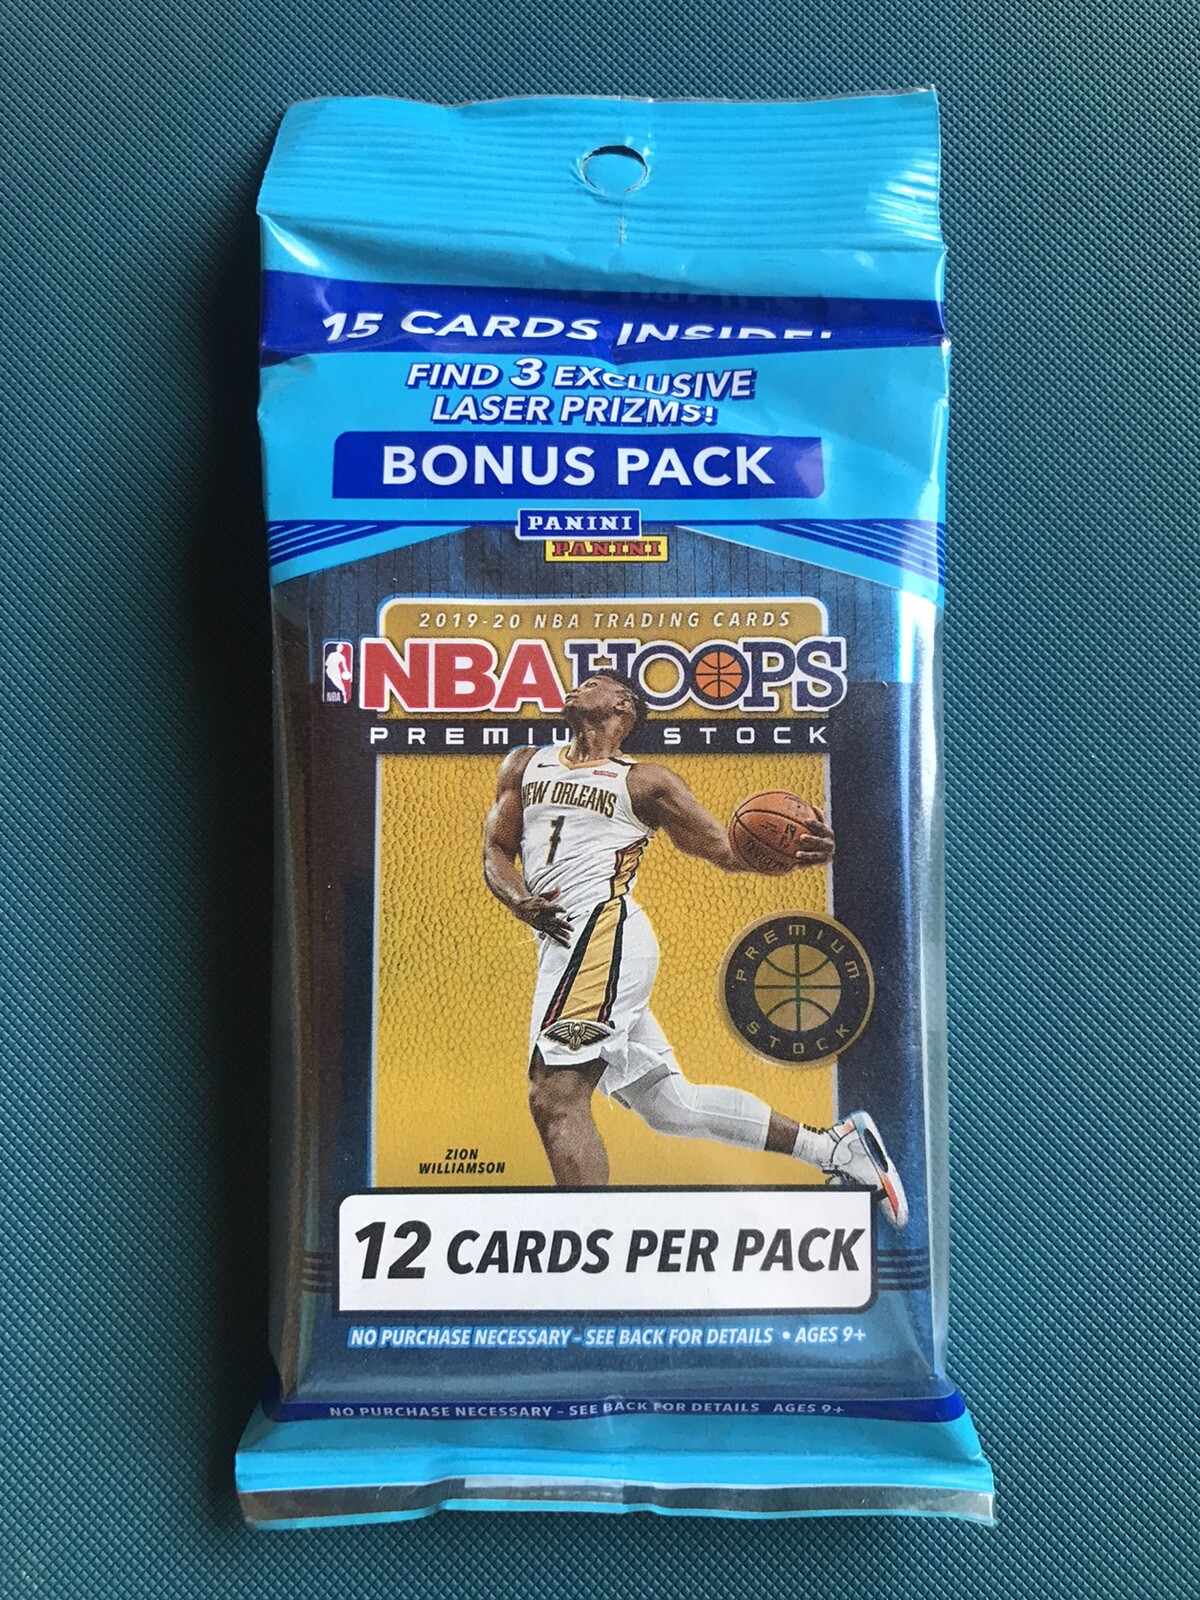 15 CARDS INSIDE!
FIND 3 EXCLUSIVE
LASER PRIZMS!
BONUS PACK
PANINI
PANINI
2019-20 NBA TRADING CARDS
NBA
NBA HOOPS
PREMIUM STOCK
NEW ORLEANS
1
PREMIUM
STOCK
ZION
WILLIAMSON
12 CARDS PER PACK
NO PURCHASE NECESSARY - SEE BACK FOR DETAILS • AGES 9+
NO PURCHASE NECESSARY - SEE BACK FOR DETAILS AGES 9+